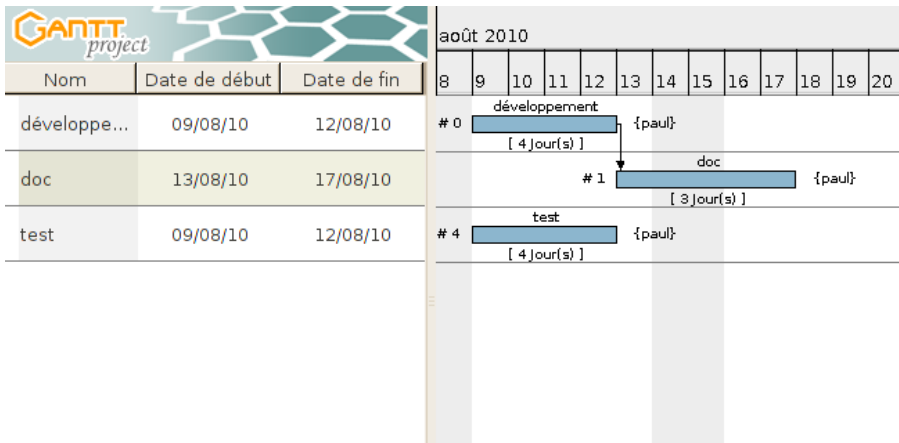 GANTT project
août 2010
Nom Date de début Date de fin
8 9 10 11 12 13 14 15 16 17 18 19 20
développement
développe... 09/08/10 12/08/10 # 0 {paul}
[ 4 Jour(s) ]
doc
doc 13/08/10 17/08/10 # 1 {paul}
[ 3 Jour(s) ]
test
test 09/08/10 12/08/10 # 4 {paul}
[ 4 Jour(s) ]